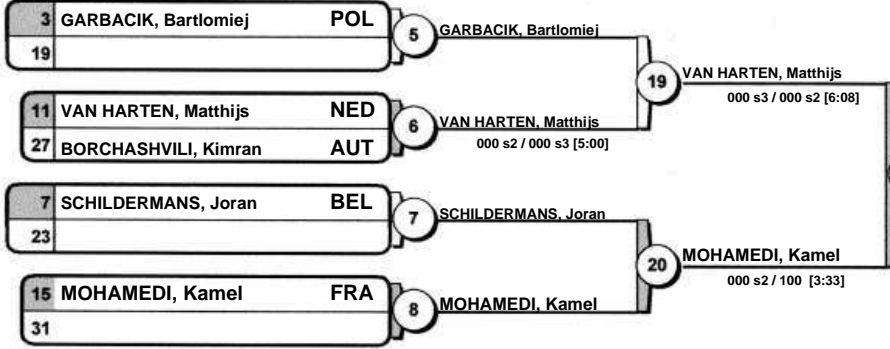 3 GARBACIK, Bartlomiej POL
19
5 GARBACIK, Bartlomiej
11 VAN HARTEN, Matthijs NED
27 BORCHASHVILI, Kimran AUT
6 VAN HARTEN, Matthijs
000 s2 / 000 s3 [5:00]
19 VAN HARTEN, Matthijs
000 s3 / 000 s2 [6:08]
7 SCHILDERMANS, Joran BEL
23
7 SCHILDERMANS, Joran
15 MOHAMEDI, Kamel FRA
31
8 MOHAMEDI, Kamel
20 MOHAMEDI, Kamel
000 s2 / 100 [3:33]